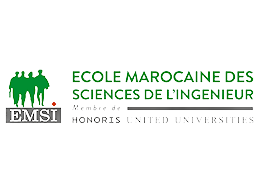 ECOLE MAROCAINE DES
SCIENCES DE L'INGENIEUR
EMSI
Membre de
HONORIS UNITED UNIVERSITIES